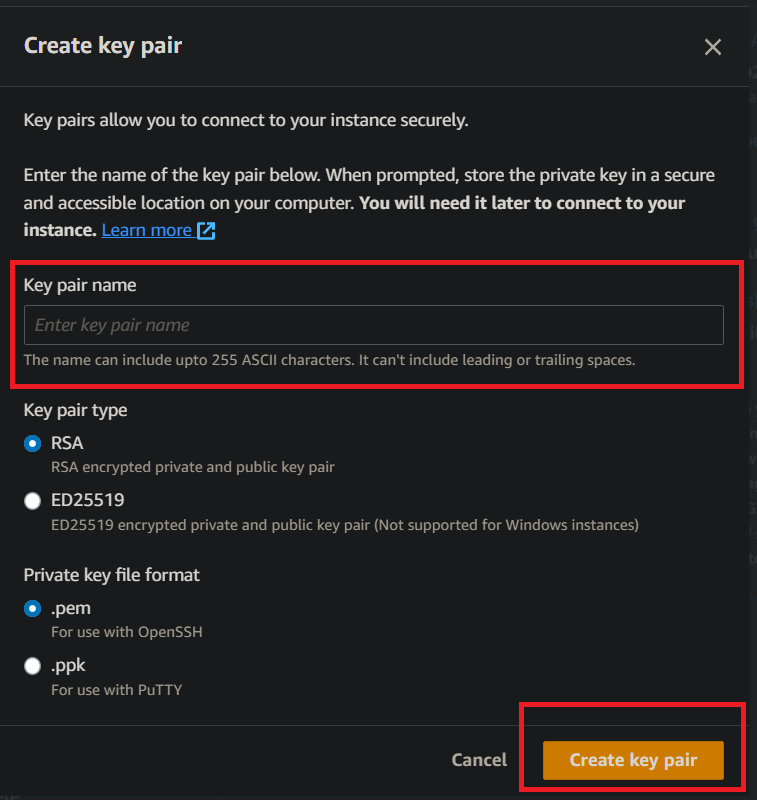 Create key pair
Key pairs allow you to connect to your instance securely.
Enter the name of the key pair below. When prompted, store the private key in a secure
and accessible location on your computer. You will need it later to connect to your
instance. Learn more
Key pair name
Enter key pair name
The name can include upto 255 ASCII characters. It can't include leading or trailing spaces.
Key pair type
RSA
RSA encrypted private and public key pair
ED25519
ED25519 encrypted private and public key pair (Not supported for Windows instances)
Private key file format
.pem
For use with OpenSSH
.ppk
For use with PuTTY
Cancel
Create key pair